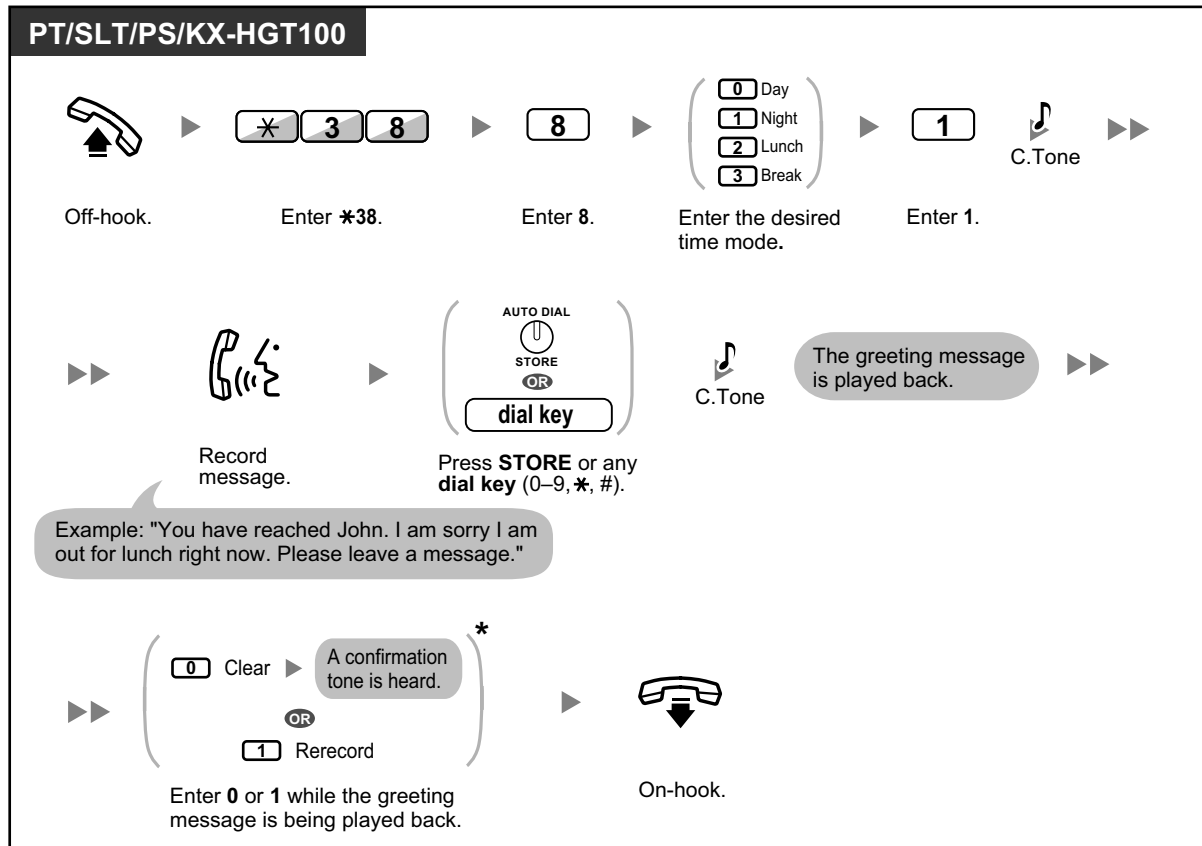 PT/SLT/PS/KX-HGT100
0 Day
1 Night
2 Lunch
3 Break
* 3 8
8
1
C.Tone
Off-hook.
Enter *38.
Enter 8.
Enter the desired
time mode.
Enter 1.
AUTO DIAL
STORE
OR
dial key
C.Tone
The greeting message
is played back.
Record
message.
Press STORE or any
dial key (0–9, *, #).
Example: "You have reached John. I am sorry I am
out for lunch right now. Please leave a message."
*
0 Clear
A confirmation
tone is heard.
OR
1 Rerecord
Enter 0 or 1 while the greeting
message is being played back.
On-hook.